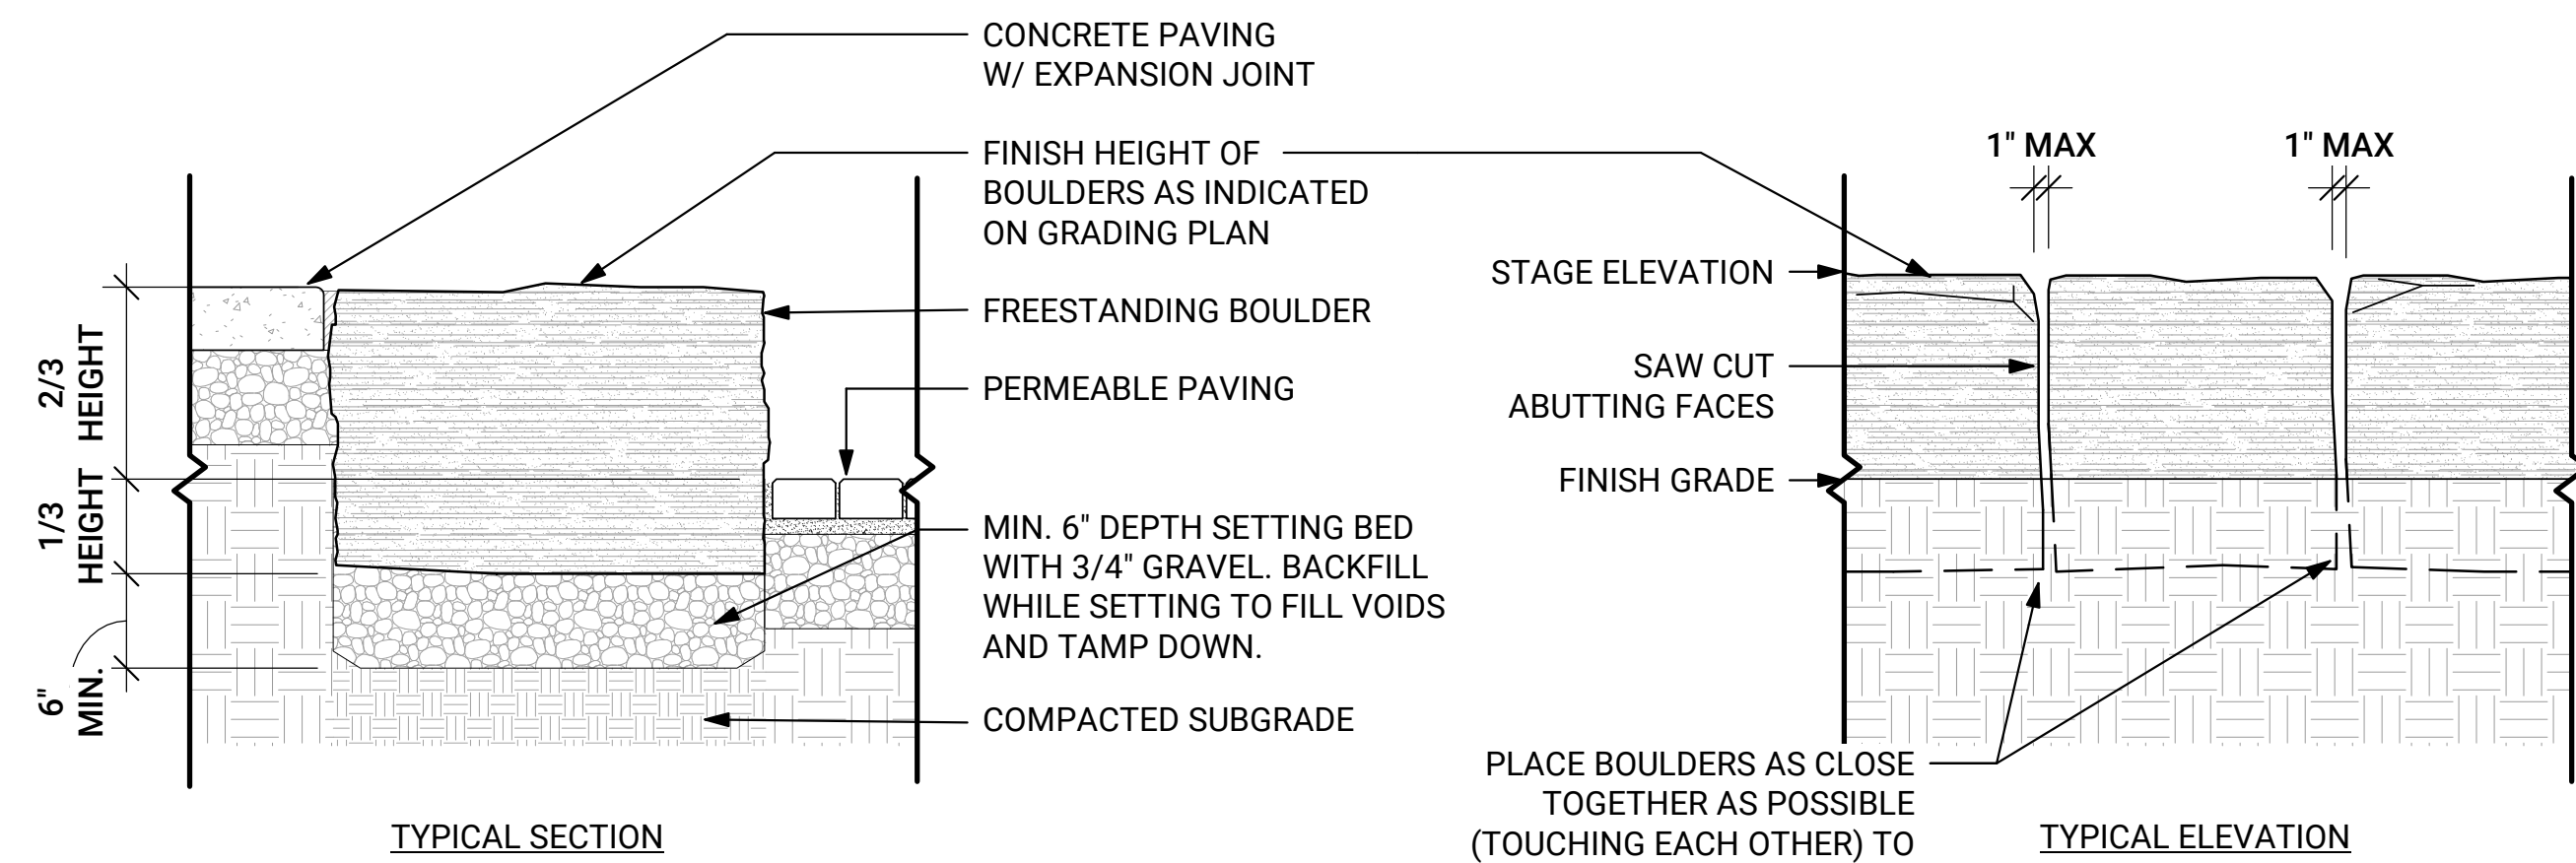 CONCRETE PAVING
W/ EXPANSION JOINT
FINISH HEIGHT OF
BOULDERS AS INDICATED
ON GRADING PLAN
FREESTANDING BOULDER
PERMEABLE PAVING
MIN. 6" DEPTH SETTING BED
WITH 3/4" GRAVEL. BACKFILL
WHILE SETTING TO FILL VOIDS
AND TAMP DOWN.
COMPACTED SUBGRADE
2/3
HEIGHT
1/3
HEIGHT
6"
MIN.
TYPICAL SECTION
1" MAX
1" MAX
STAGE ELEVATION
SAW CUT
ABUTTING FACES
FINISH GRADE
PLACE BOULDERS AS CLOSE
TOGETHER AS POSSIBLE
(TOUCHING EACH OTHER) TO
TYPICAL ELEVATION